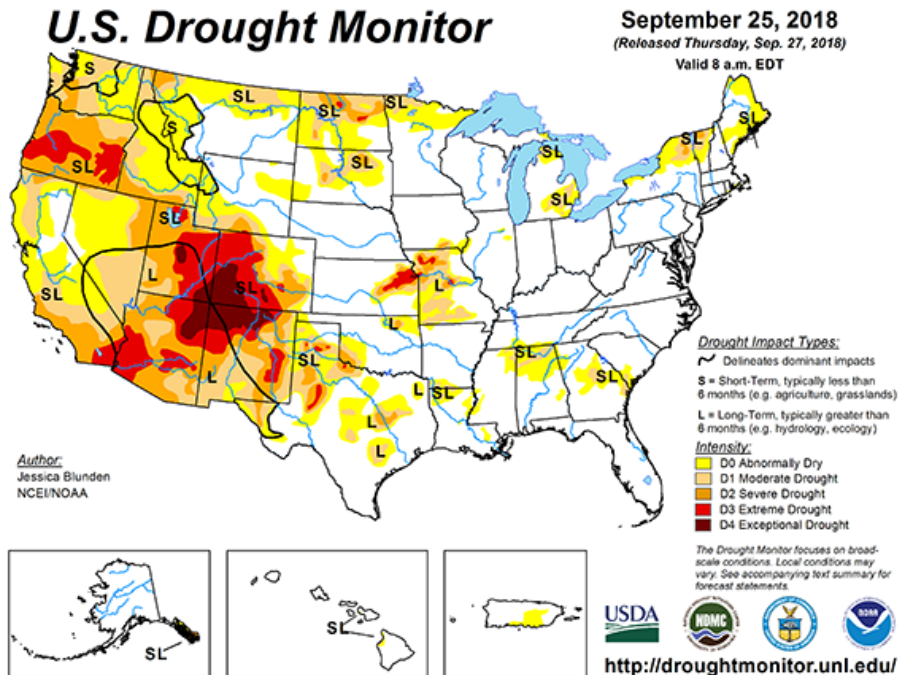 U.S. Drought Monitor
September 25, 2018
(Released Thursday, Sep. 27, 2018)
Valid 8 a.m. EDT
S
SL
SL
SL
SL
S
SL
SL
SL
SL
SL
SL
L
SL
L
SL
L
L
SL
SL
SL
L
L
SL
L
L
Drought Impact Types:
Delineates dominant impacts
S = Short-Term, typically less than
6 months (e.g. agriculture, grasslands)
L = Long-Term, typically greater than
6 months (e.g. hydrology, ecology)
Intensity:
D0 Abnormally Dry
D1 Moderate Drought
D2 Severe Drought
D3 Extreme Drought
D4 Exceptional Drought
Author:
Jessica Blunden
NCEI/NOAA
The Drought Monitor focuses on broad-
scale conditions. Local conditions may
vary. See accompanying text summary for
forecast statements.
SL
SL
USDA
NDMC
NOAA
http://droughtmonitor.unl.edu/